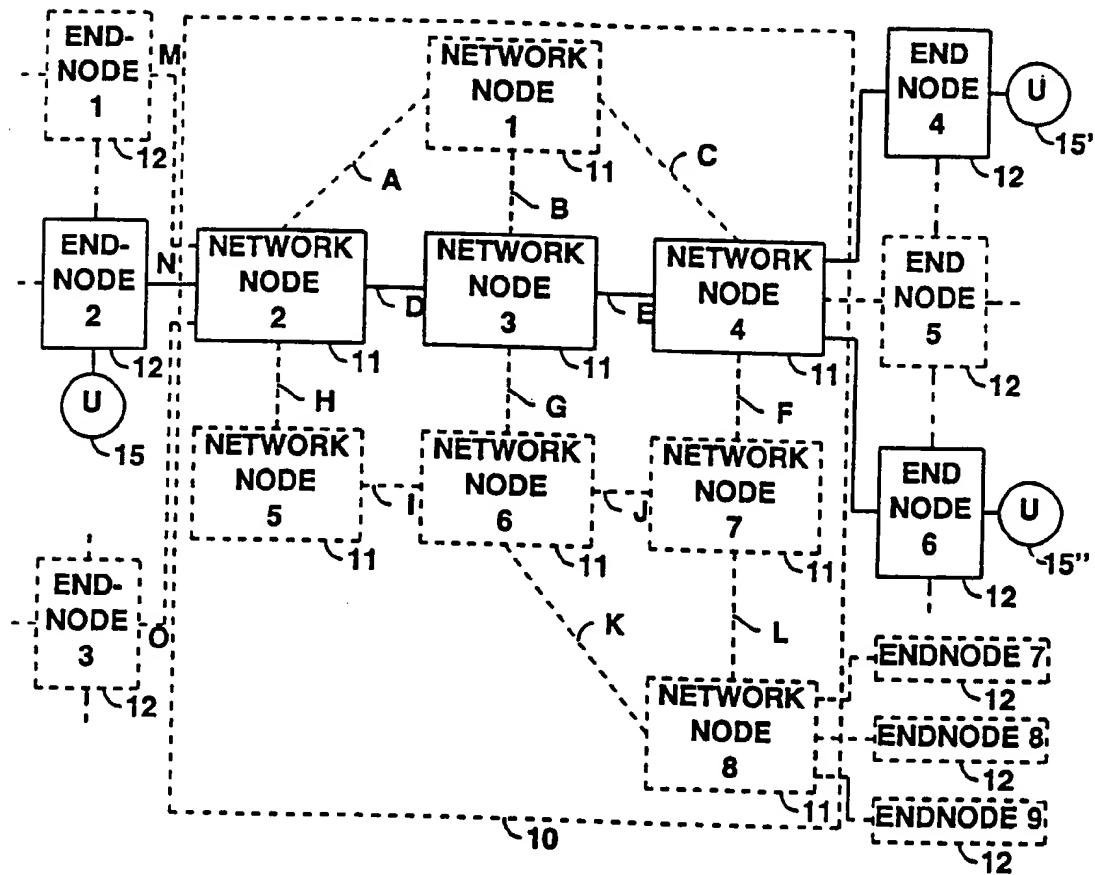 END-
NODE
1
12
M
NETWORK
NODE
1
11
END
NODE
4
12
U
15'
A
B
C
END-
NODE
2
12
N
U
15
NETWORK
NODE
2
11
D
NETWORK
NODE
3
11
E
NETWORK
NODE
4
11
END
NODE
5
12
H
G
F
NETWORK
NODE
5
11
I
NETWORK
NODE
6
11
J
NETWORK
NODE
7
11
END
NODE
6
12
U
15"
END-
NODE
3
12
O
K
L
NETWORK
NODE
8
11
ENDNODE 7
12
ENDNODE 8
12
ENDNODE 9
12
10